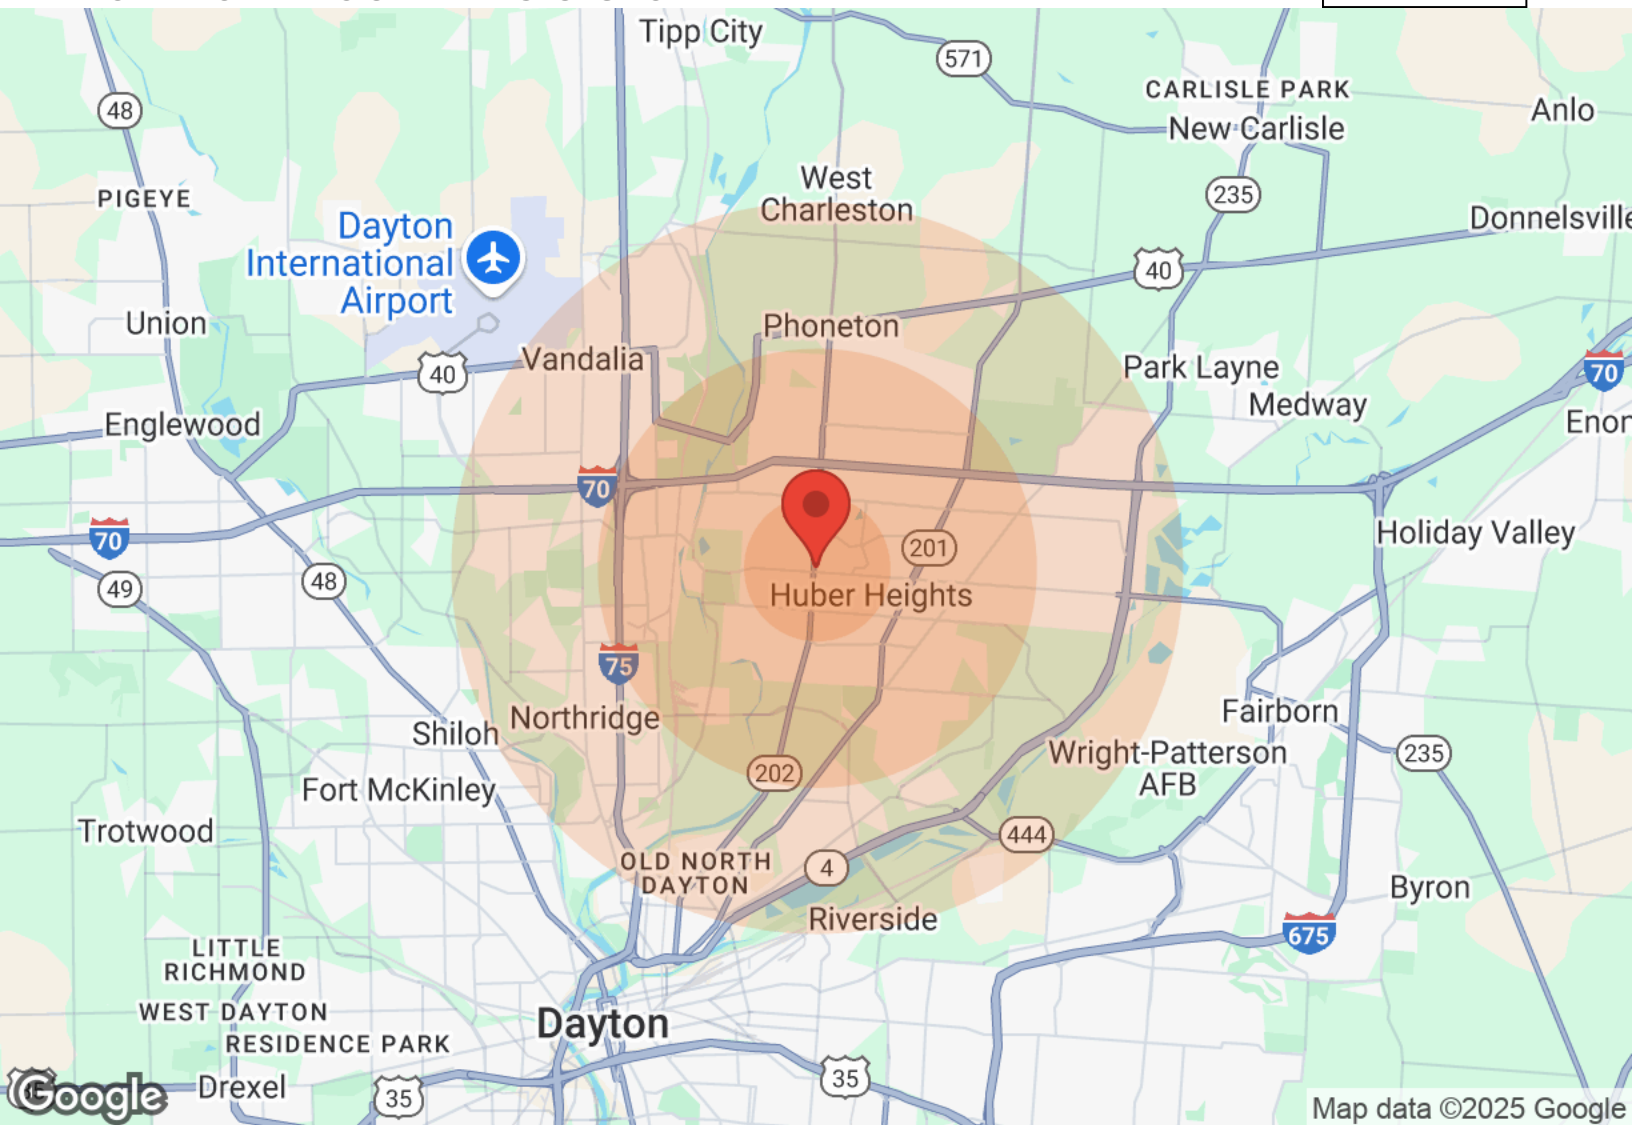 Tipp City
571
CARLISLE PARK
48
Anlo
New Carlisle
West
Charleston
PIGEYE
235
Donnelsville
Dayton
International
Airport
40
Union
Phoneton
Vandalia
40
Park Layne
70
Medway
Englewood
Enon
70
70
Holiday Valley
201
48
49
Huber Heights
75
Northridge
Fairborn
Shiloh
Wright-Patterson
AFB
235
202
Fort McKinley
Trotwood
444
OLD NORTH
DAYTON
4
Byron
Riverside
675
LITTLE
RICHMOND
WEST DAYTON
Dayton
RESIDENCE PARK
35
Drexel
35
35
Google
Map data ©2025 Google